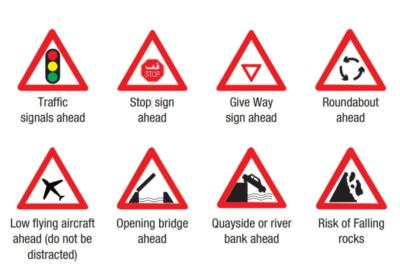 قف
STOP
Traffic
signals ahead
Stop sign
ahead
Give Way
sign ahead
Roundabout
ahead
Low flying aircraft
ahead (do not be
distracted)
Opening bridge
ahead
Quayside or river
bank ahead
Risk of Falling
rocks